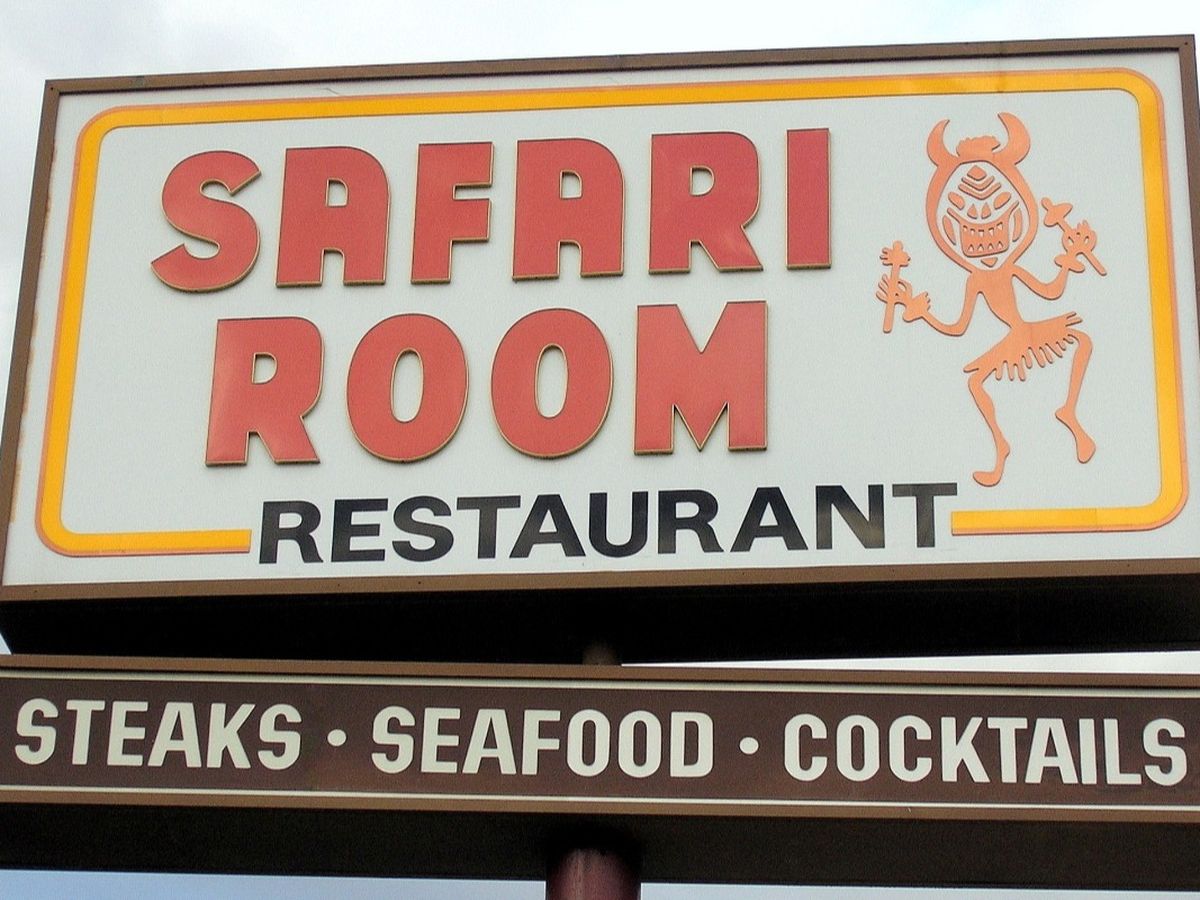 SAFARI
ROOM
RESTAURANT
STEAKS · SEAFOOD · COCKTAILS